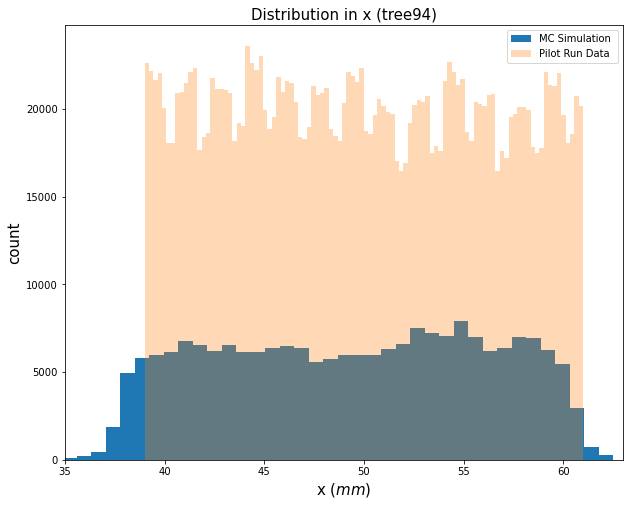 Distribution in x (tree94)
MC Simulation
Pilot Run Data
count
20000
15000
10000
5000
0
35
40
45
50
55
60
x (mm)